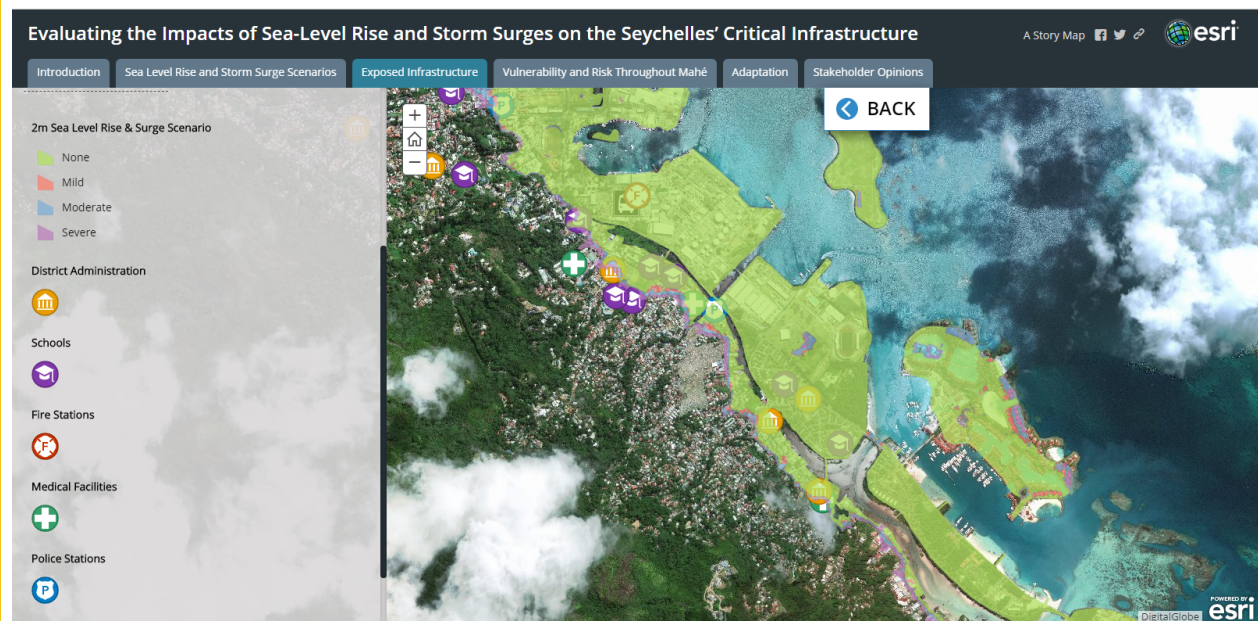 Evaluating the Impacts of Sea-Level Rise and Storm Surges on the Seychelles' Critical Infrastructure
A Story Map
esri
Introduction
Sea Level Rise and Storm Surge Scenarios
Exposed Infrastructure
Vulnerability and Risk Throughout Mahé
Adaptation
Stakeholder Opinions
BACK
2m Sea Level Rise & Surge Scenario
None
Mild
Moderate
Severe
District Administration
Schools
Fire Stations
F
Medical Facilities
Police Stations
P
+
−
P
F
P
DigitalGlobe
POWERED BY
esri